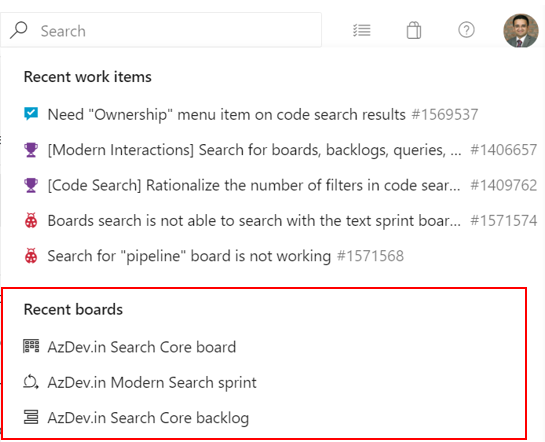 Search
Recent work items
Need "Ownership" menu item on code search results #1569537
[Modern Interactions] Search for boards, backlogs, queries, ... #1406657
[Code Search] Rationalize the number of filters in code sear... #1409762
Boards search is not able to search with the text sprint boar... #1571574
Search for "pipeline" board is not working #1571568
Recent boards
AzDev.in Search Core board
AzDev.in Modern Search sprint
AzDev.in Search Core backlog